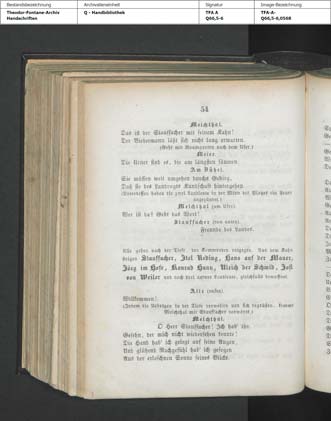 Bestandsbezeichnung Archivalieneinheit Signatur Image-Bezeichnung
Theodor-Fontane-Archiv Q - Handbibliothek TFA A TFA-A-
Handschriften Q66,5-6 Q66,5-6,0568
54
Melchthal.
Das ist der Stauffacher mit seinem Kahn!
Der Biedermann läßt sich nicht lang erwarten.
(Geht mit Baumgarten nach dem Ufer.)
Meier.
Die Urner sind es, die am längsten säumen.
Am Bühel.
Sie müssen weit umgehen durchs Gebirg,
Daß sie des Landvogts Kundschaft hintergehen.
(Unterdessen haben die zwei Landleute in der Mitte des Platzes ein Feuer
angezündet.)
Melchthal (am Ufer).
Wer ist da? Gebt das Wort!
Stauffacher (von unten).
Freunde des Landes.
Alle gehen nach der Tiefe, den Kommenden entgegen. Aus dem Kahn
steigen Stauffacher, Itel Reding, Hans auf der Mauer,
Jörg im Hofe, Konrad Hunn, Ulrich der Schmid, Jost
von Weiler und noch drei andere Landleute, gleichfalls bewaffnet.
Alle (rufen).
Willkommen!
(Indem die Uebrigen in der Tiefe verweilen und sich begrüßen, kommt
Melchthal mit Stauffacher vorwärts.)
Melchthal.
O Herr Stauffacher! Ich hab' ihn
Gesehn, der mich nicht wiedersehen konnte!
Die Hand hab' ich gelegt auf seine Augen,
Und glühend Rachgefühl hab' ich gesogen
Aus der erloschnen Sonne seines Blicks.